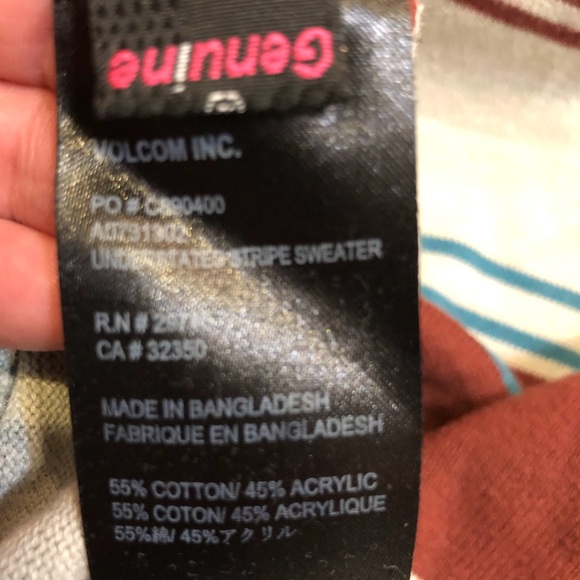 Genuine
VOLCOM INC.
PO #
UNDERSTATED STRIPE SWEATER
R.N #
CA # 32350
MADE IN BANGLADESH
FABRIQUE EN BANGLADESH
55% COTTON/ 45% ACRYLIC
55% COTON/ 45% ACRYLIQUE
55%綿/ 45%アクリル